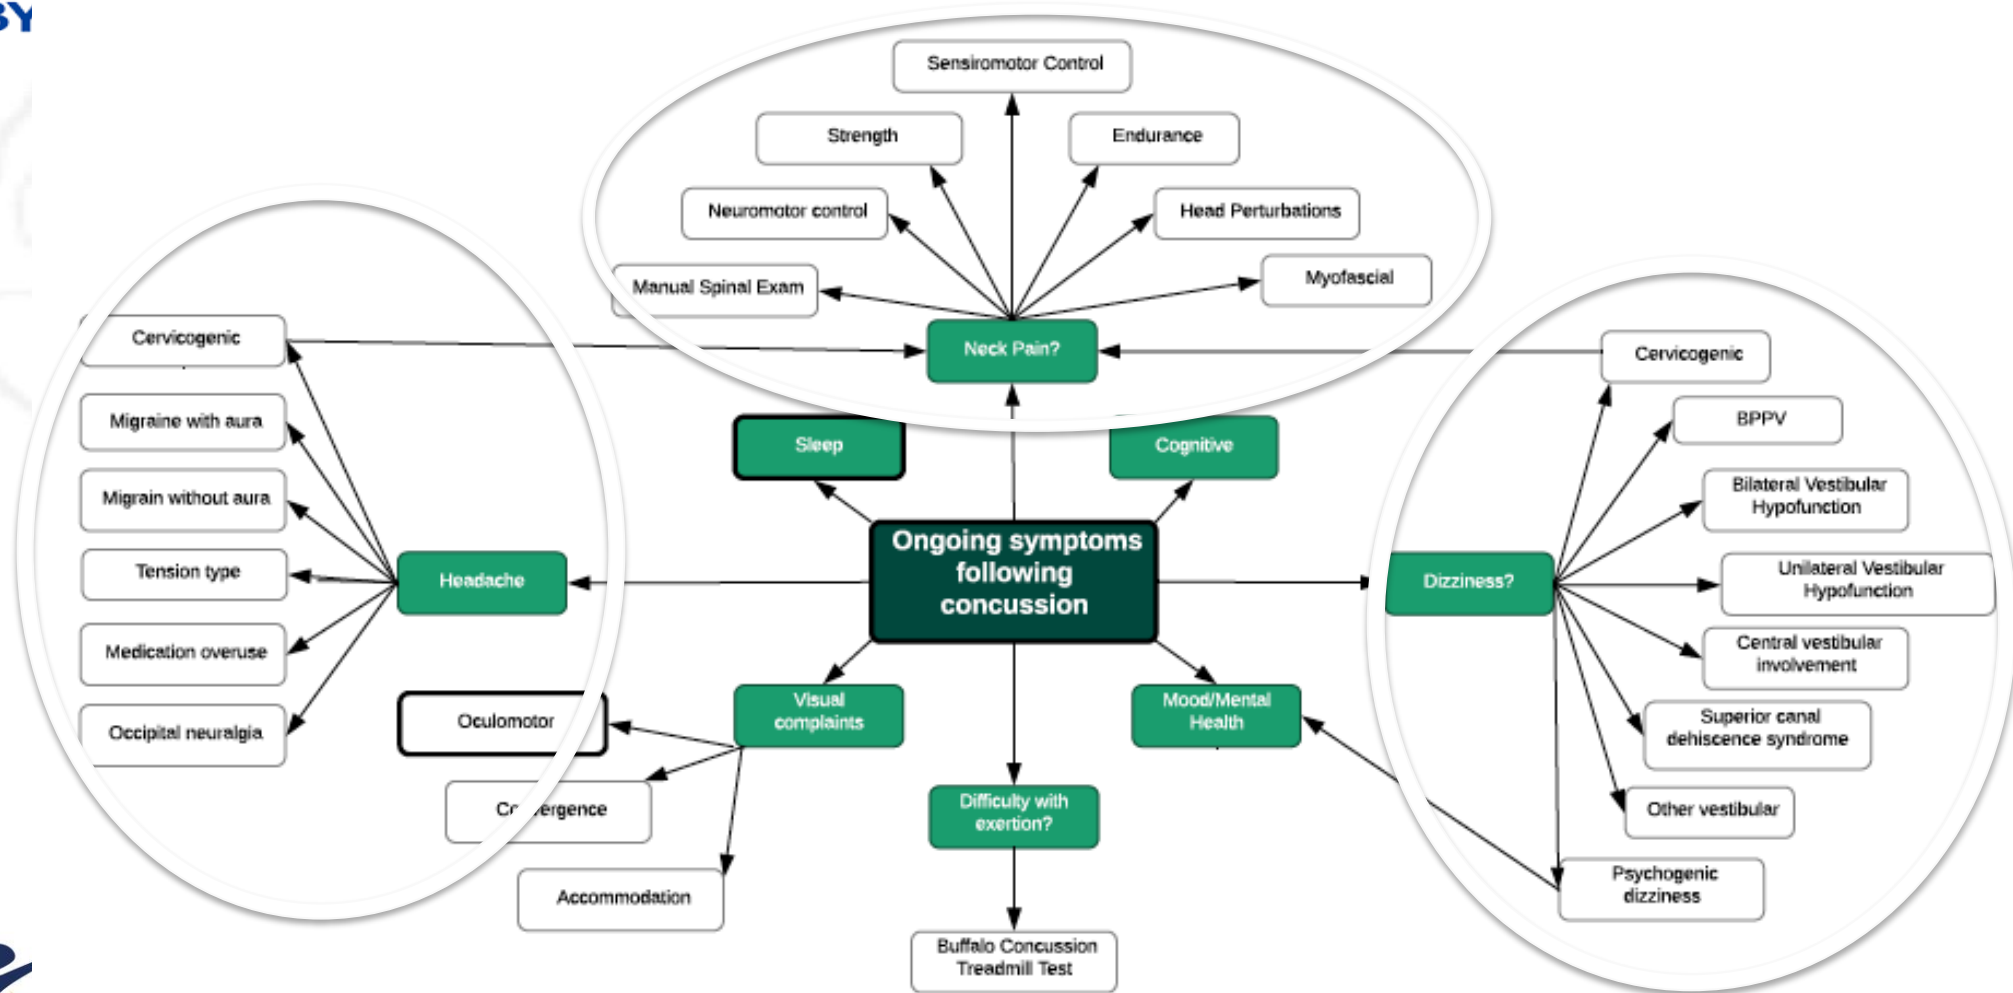 BY
Sensiromotor Control
Strength
Endurance
Neuromotor control
Head Perturbations
Manual Spinal Exam
Myofascial
Neck Pain?
Cervicogenic
Migraine with aura
Migrain without aura
Tension type
Medication overuse
Occipital neuralgia
Headache
Sleep
Cognitive
Ongoing symptoms
following
concussion
Visual
complaints
Mood/Mental
Health
Oculomotor
Convergence
Accommodation
Difficulty with
exertion?
Buffalo Concussion
Treadmill Test
Dizziness?
Cervicogenic
BPPV
Bilateral Vestibular
Hypofunction
Unilateral Vestibular
Hypofunction
Central vestibular
involvement
Superior canal
dehiscence syndrome
Other vestibular
Psychogenic
dizziness